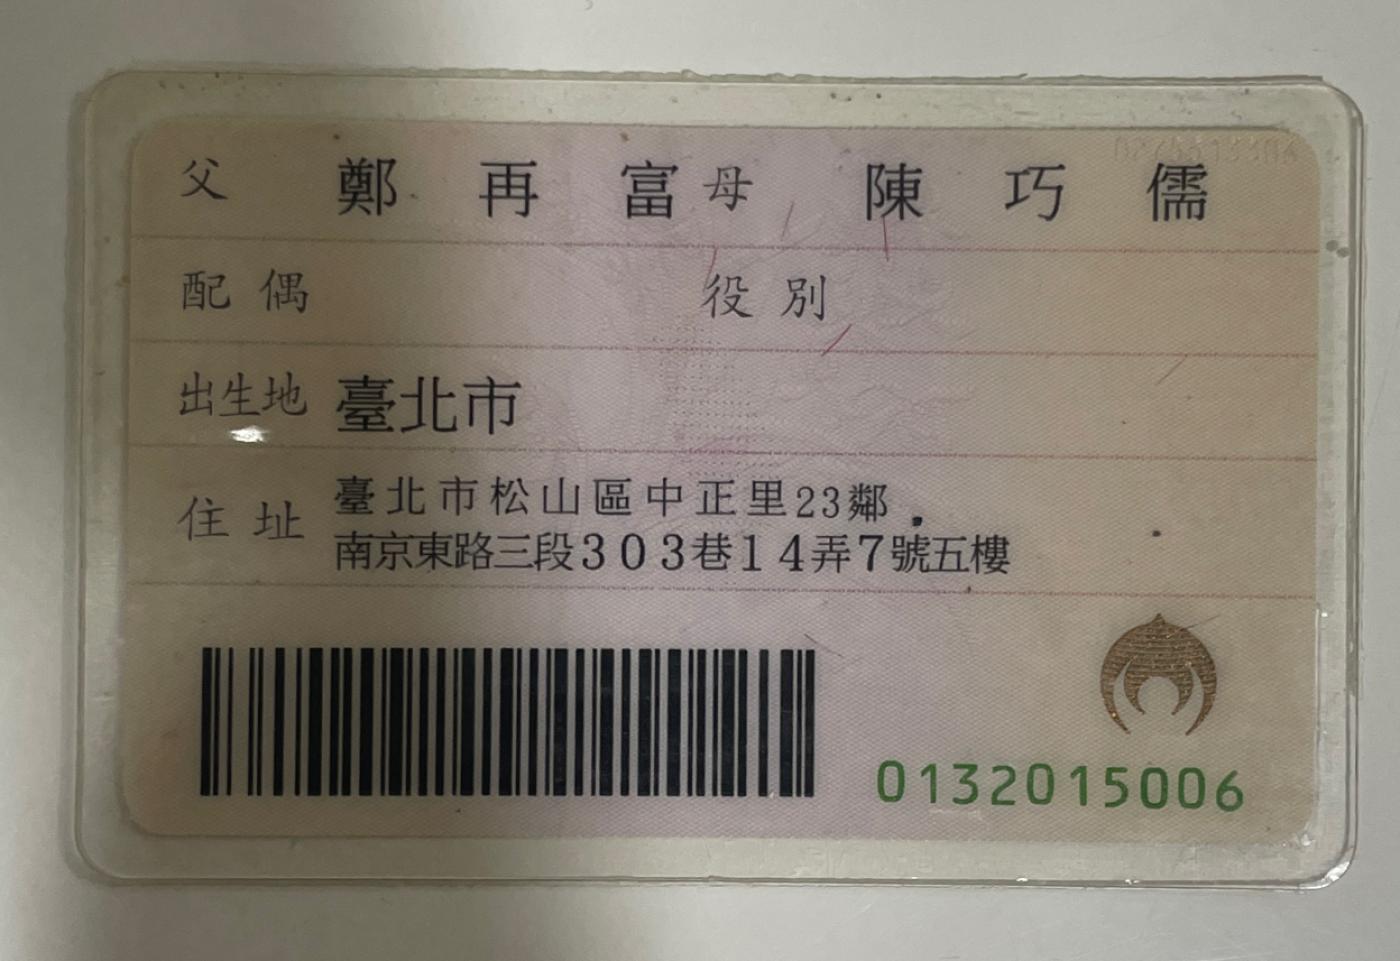 父 鄭再富 母 陳巧儒
配偶 役別
出生地 臺北市
住址 臺北市松山區中正里23鄰
南京東路三段303巷14弄7號五樓
0132015006